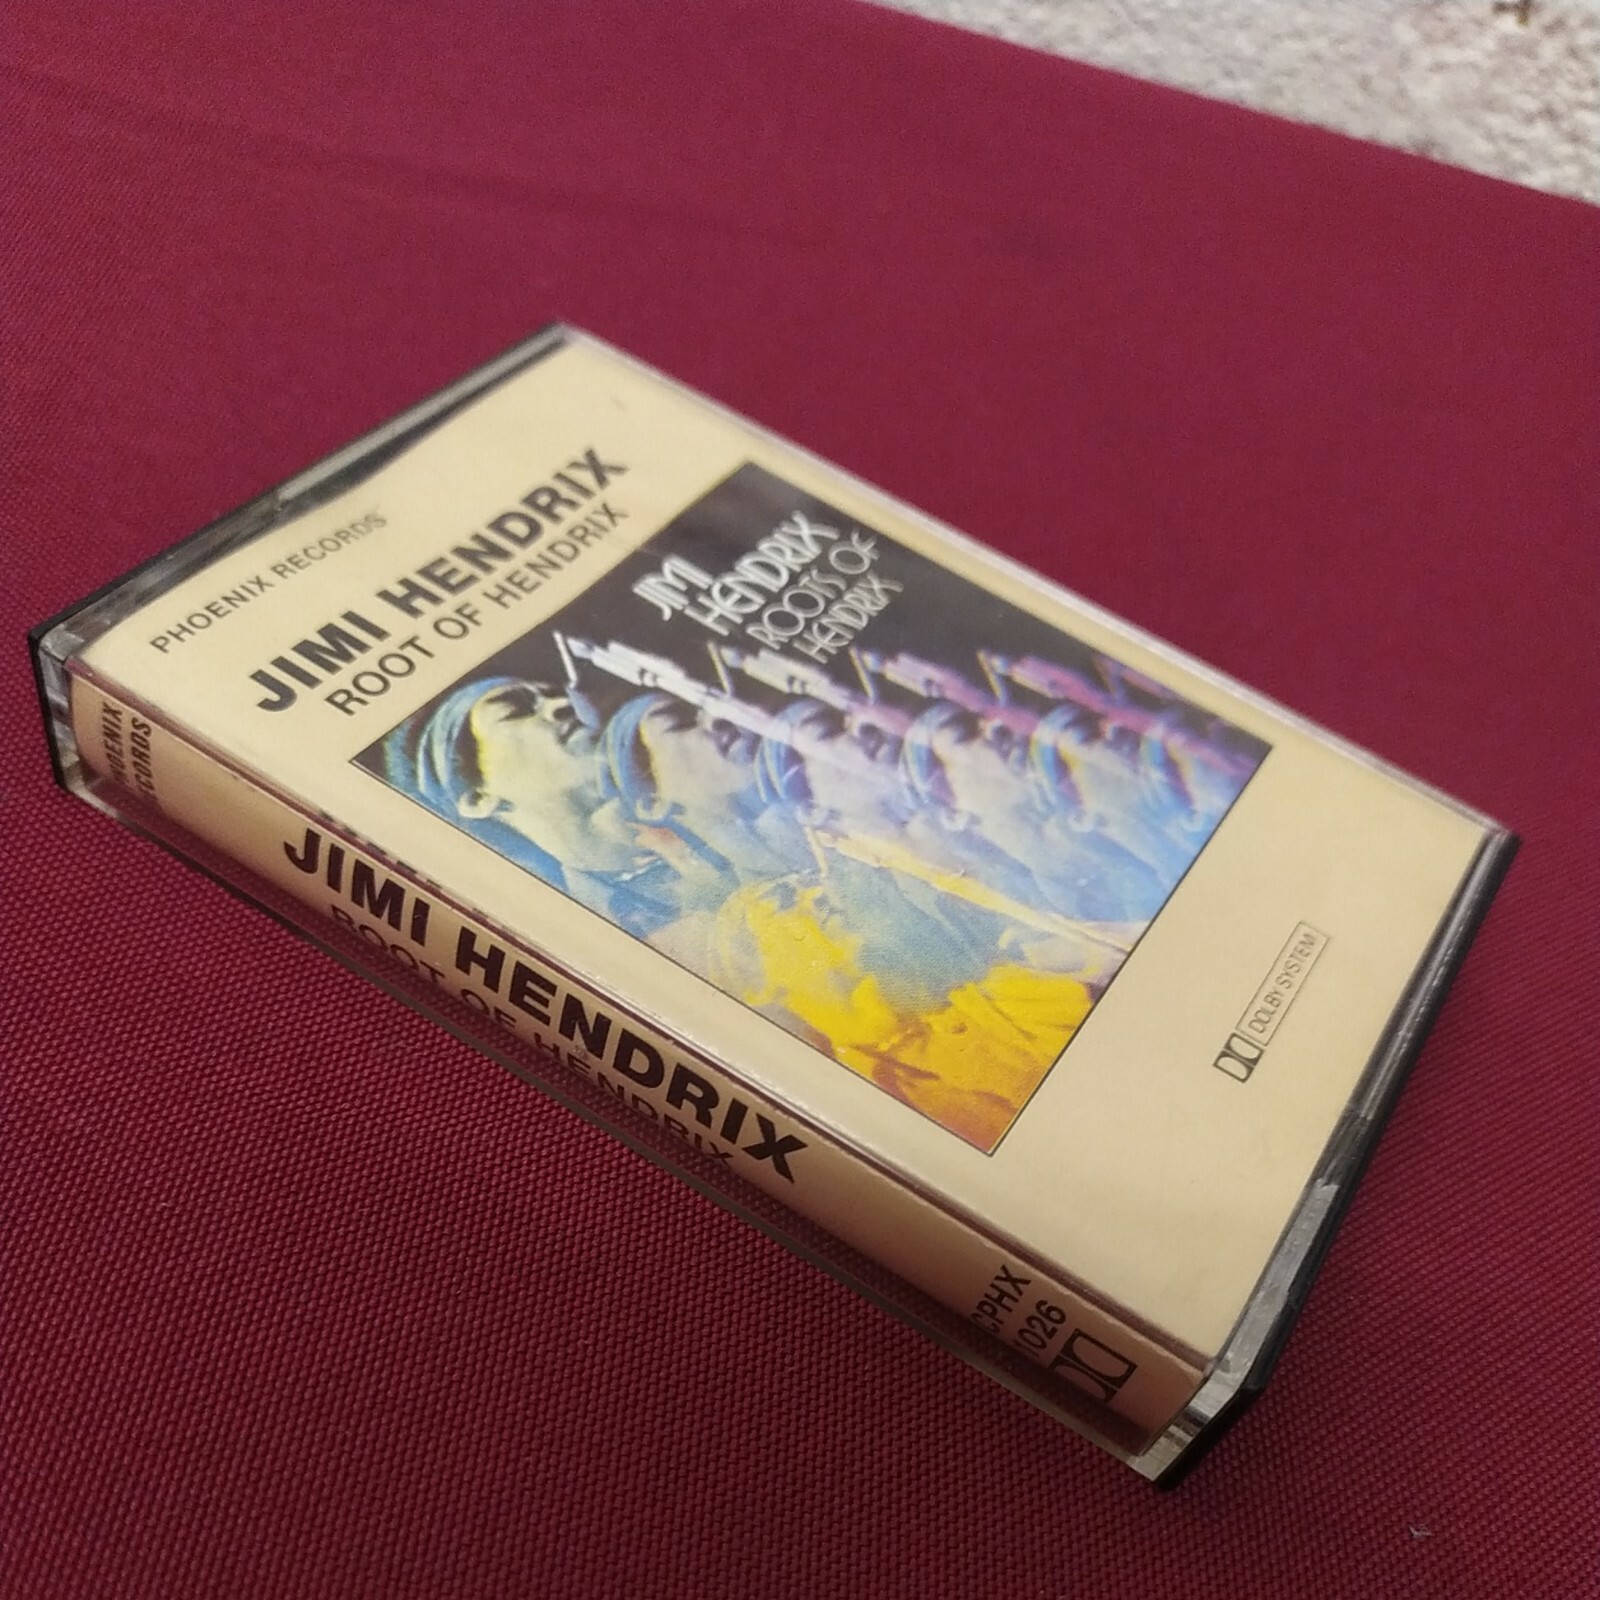 PHOENIX RECORDS
JIMI HENDRIX
ROOT OF HENDRIX
JIMI
HENDRIX
ROOTS OF
HENDRIX
DOLBY SYSTEM
PHOENIX
RECORDS
JIMI HENDRIX
ROOT OF HENDRIX
CPHX
1026